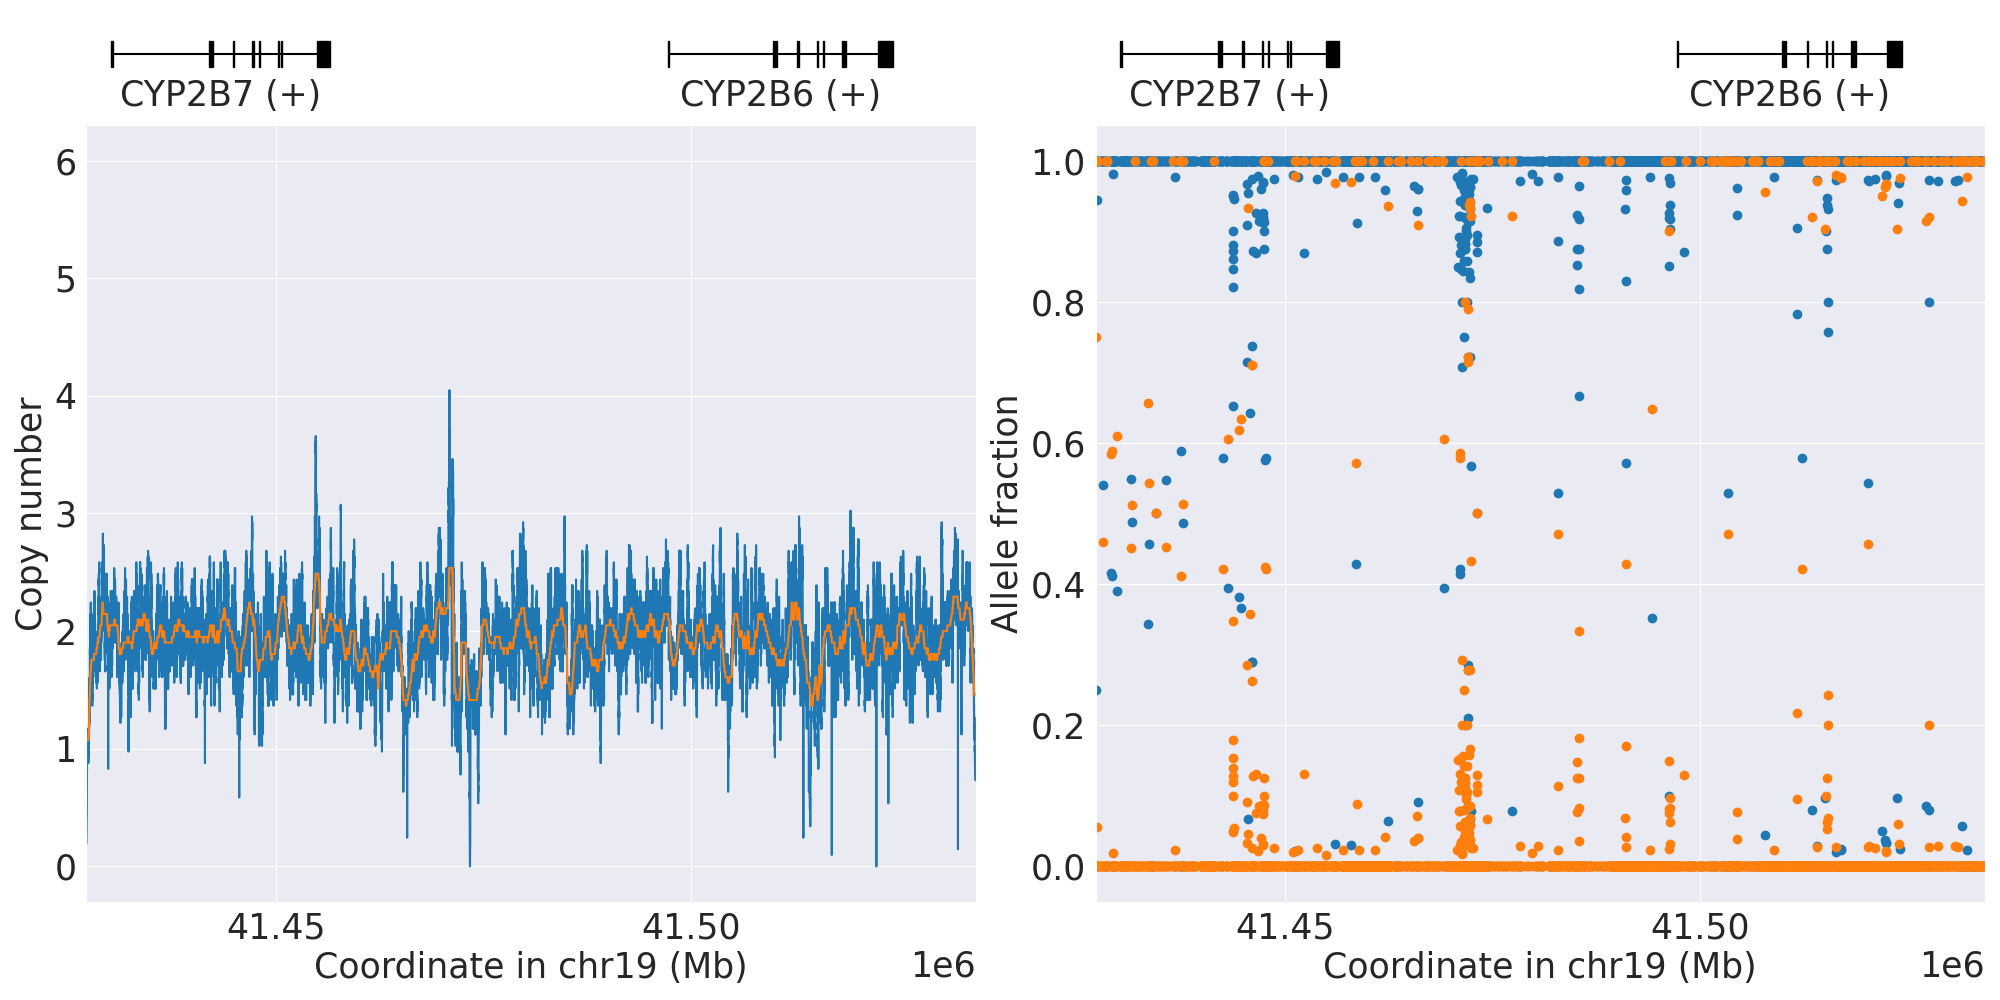 CYP2B7 (+) CYP2B6 (+)
CYP2B7 (+) CYP2B6 (+)
6
5
4
3
2
1
0
Copy number
41.45 41.50
Coordinate in chr19 (Mb) 1e6
1.0
0.8
0.6
0.4
0.2
0.0
Allele fraction
41.45 41.50
Coordinate in chr19 (Mb) 1e6